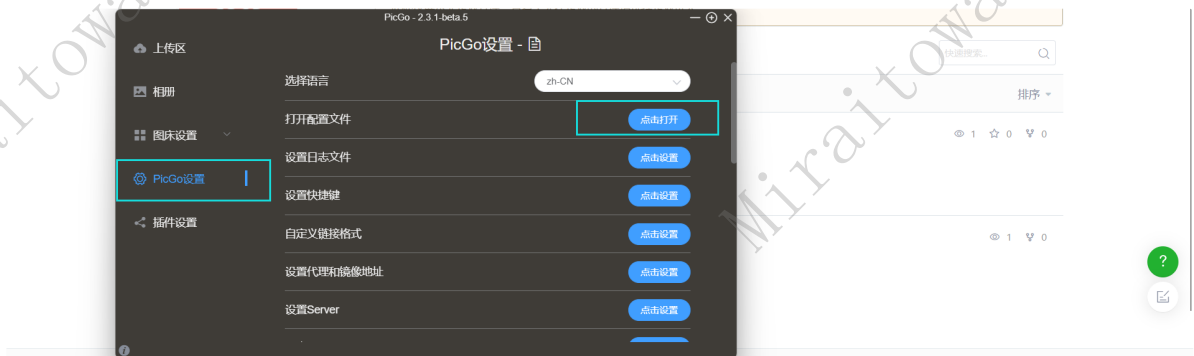 PicGo - 2.3.1-beta.5
PicGo设置 -
上传区
相册
图床设置
PicGo设置
插件设置
选择语言
zh-CN
打开配置文件
点击打开
设置日志文件
点击设置
设置快捷键
点击设置
自定义链接格式
点击设置
设置代理和镜像地址
点击设置
设置Server
点击设置
快速搜索...
排序
1 0 0
1 0
?
Miraitowa